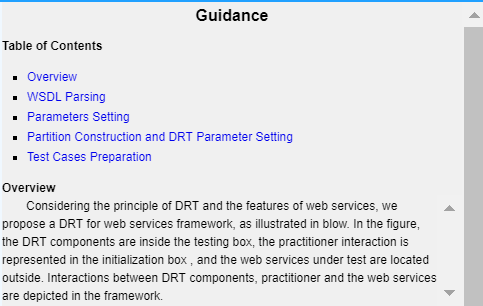 Guidance
Table of Contents
Overview
WSDL Parsing
Parameters Setting
Partition Construction and DRT Parameter Setting
Test Cases Preparation
Overview
Considering the principle of DRT and the features of web services, we
propose a DRT for web services framework, as illustrated in blow. In the figure,
the DRT components are inside the testing box, the practitioner interaction is
represented in the initialization box , and the web services under test are located
outside. Interactions between DRT components, practitioner and the web services
are depicted in the framework.